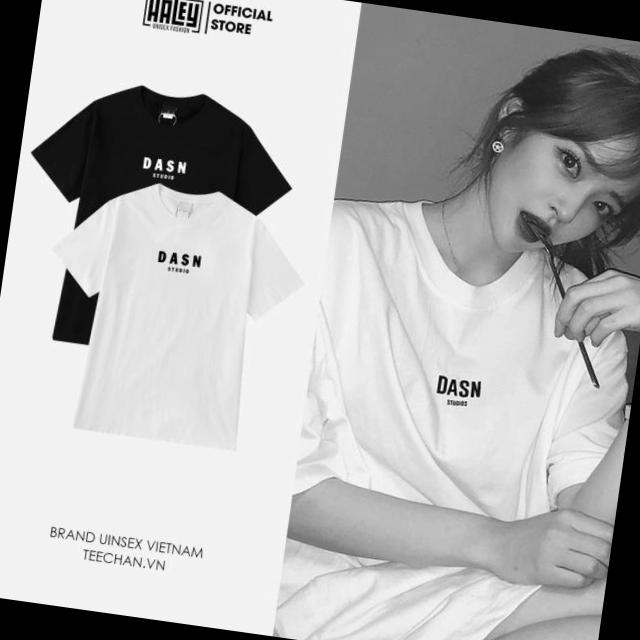 HALEY
UNISEX FASHION
OFFICIAL
STORE
DASN
STUDIO
DASN
STUDIO
DASN
STUDIOS
BRAND UINSEX VIETNAM
TEECHAN.VN